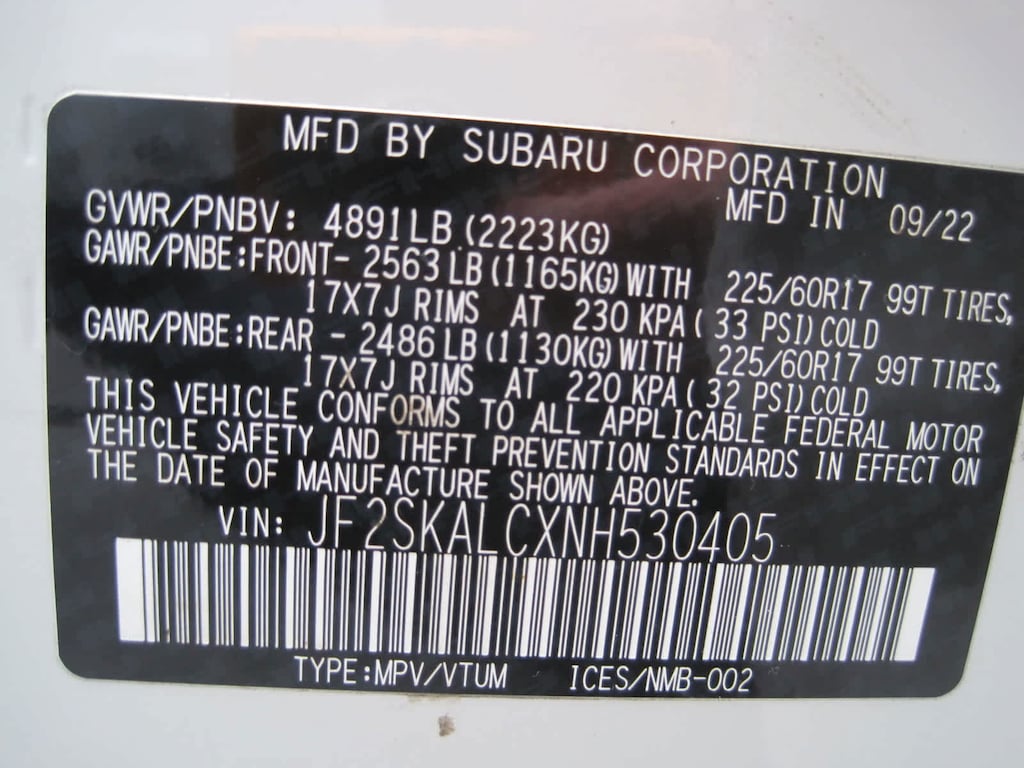 MFD BY SUBARU CORPORATION
GVWR/PNBV: 4891LB (2223KG) MFD IN 09/22
GAWR/PNBE:FRONT- 2563 LB (1165KG) WITH 225/60R17 99T TIRES,
17X7J RIMS AT 230 KPA ( 33 PSI) COLD
GAWR/PNBE:REAR - 2486 LB (1130KG) WITH 225/60R17 99T TIRES,
17X7J RIMS AT 220 KPA ( 32 PSI) COLD
THIS VEHICLE CONFORMS TO ALL APPLICABLE FEDERAL MOTOR
VEHICLE SAFETY AND THEFT PREVENTION STANDARDS IN EFFECT ON
THE DATE OF MANUFACTURE SHOWN ABOVE.
VIN: JF2SKALCXNH530405
TYPE:MPV/VTUM ICES/NMB-002